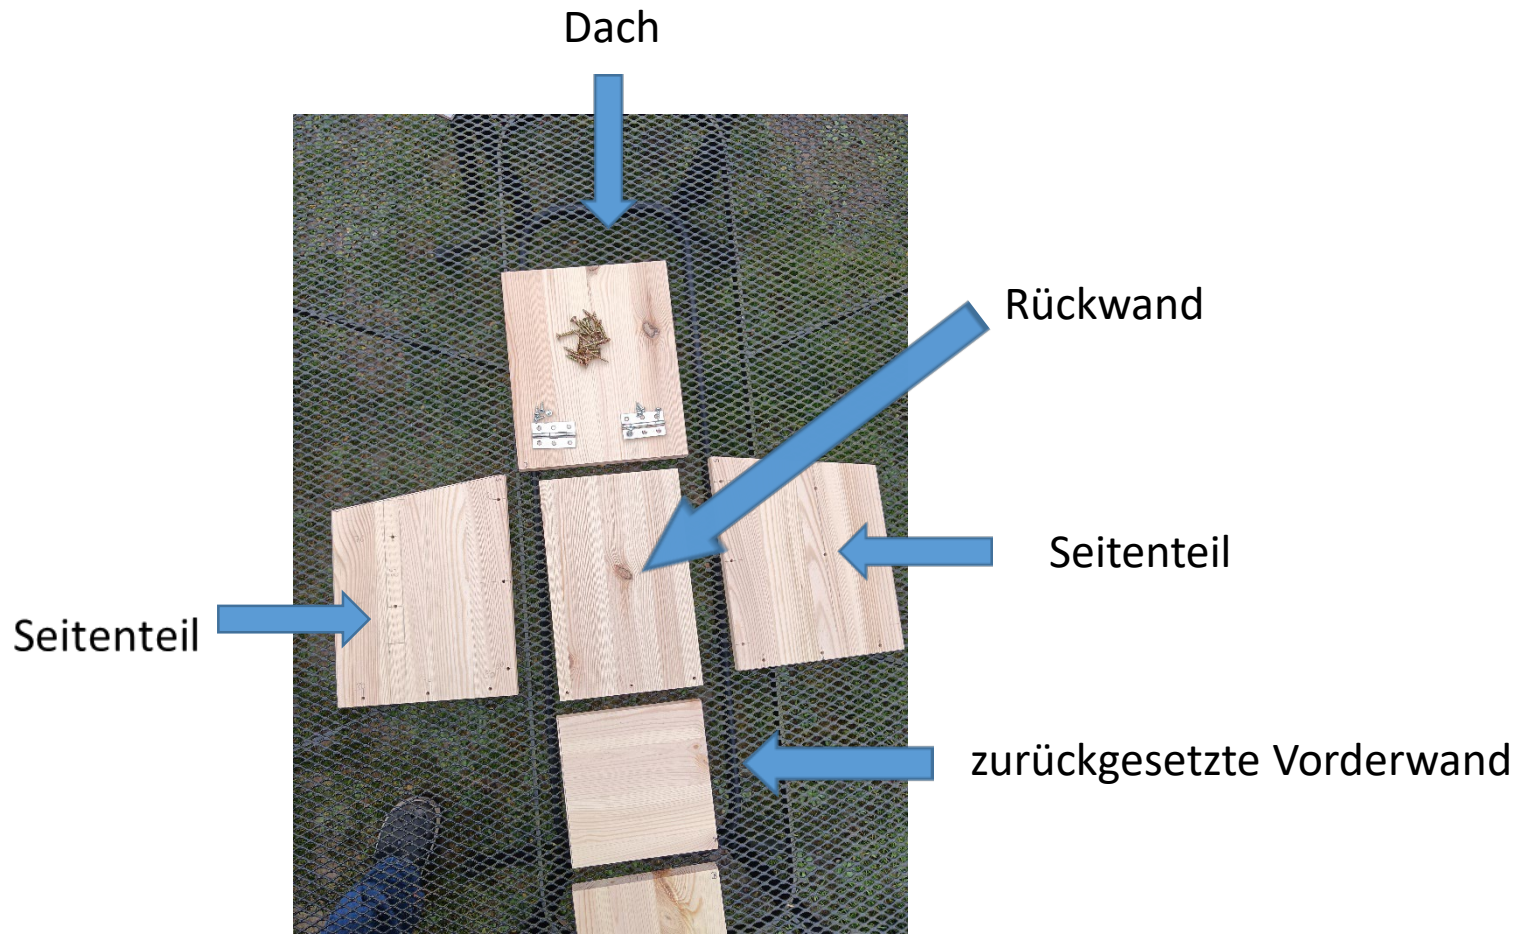 Dach
Rückwand
Seitenteil
Seitenteil
zurückgesetzte Vorderwand